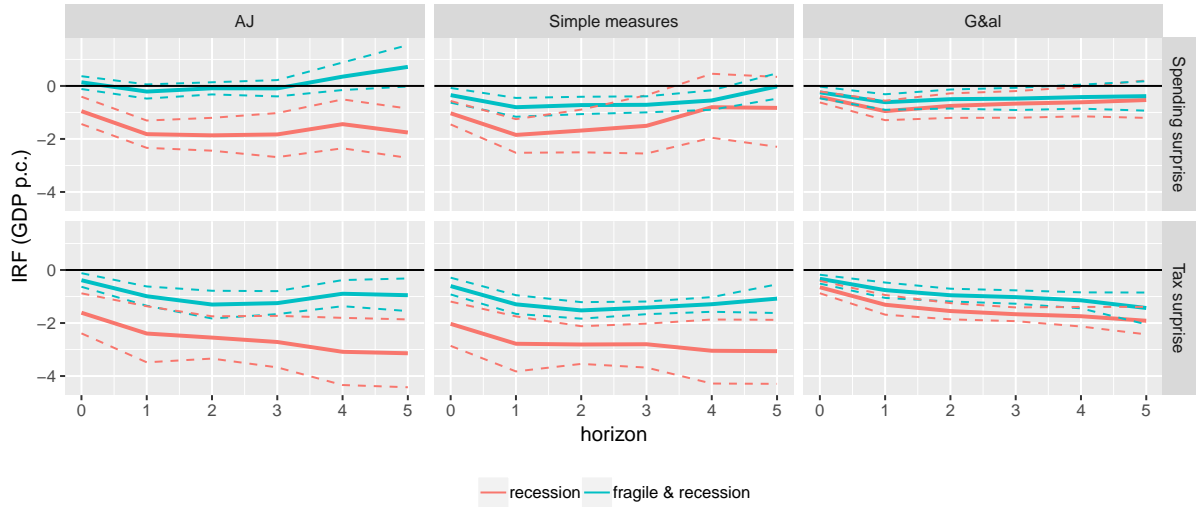 AJ
Simple measures
G&al
IRF (GDP p.c.)
0
−2
−4
Spending surprise
0
−2
−4
Tax surprise
0 1 2 3 4 5
0 1 2 3 4 5
0 1 2 3 4 5
horizon
recession fragile & recession